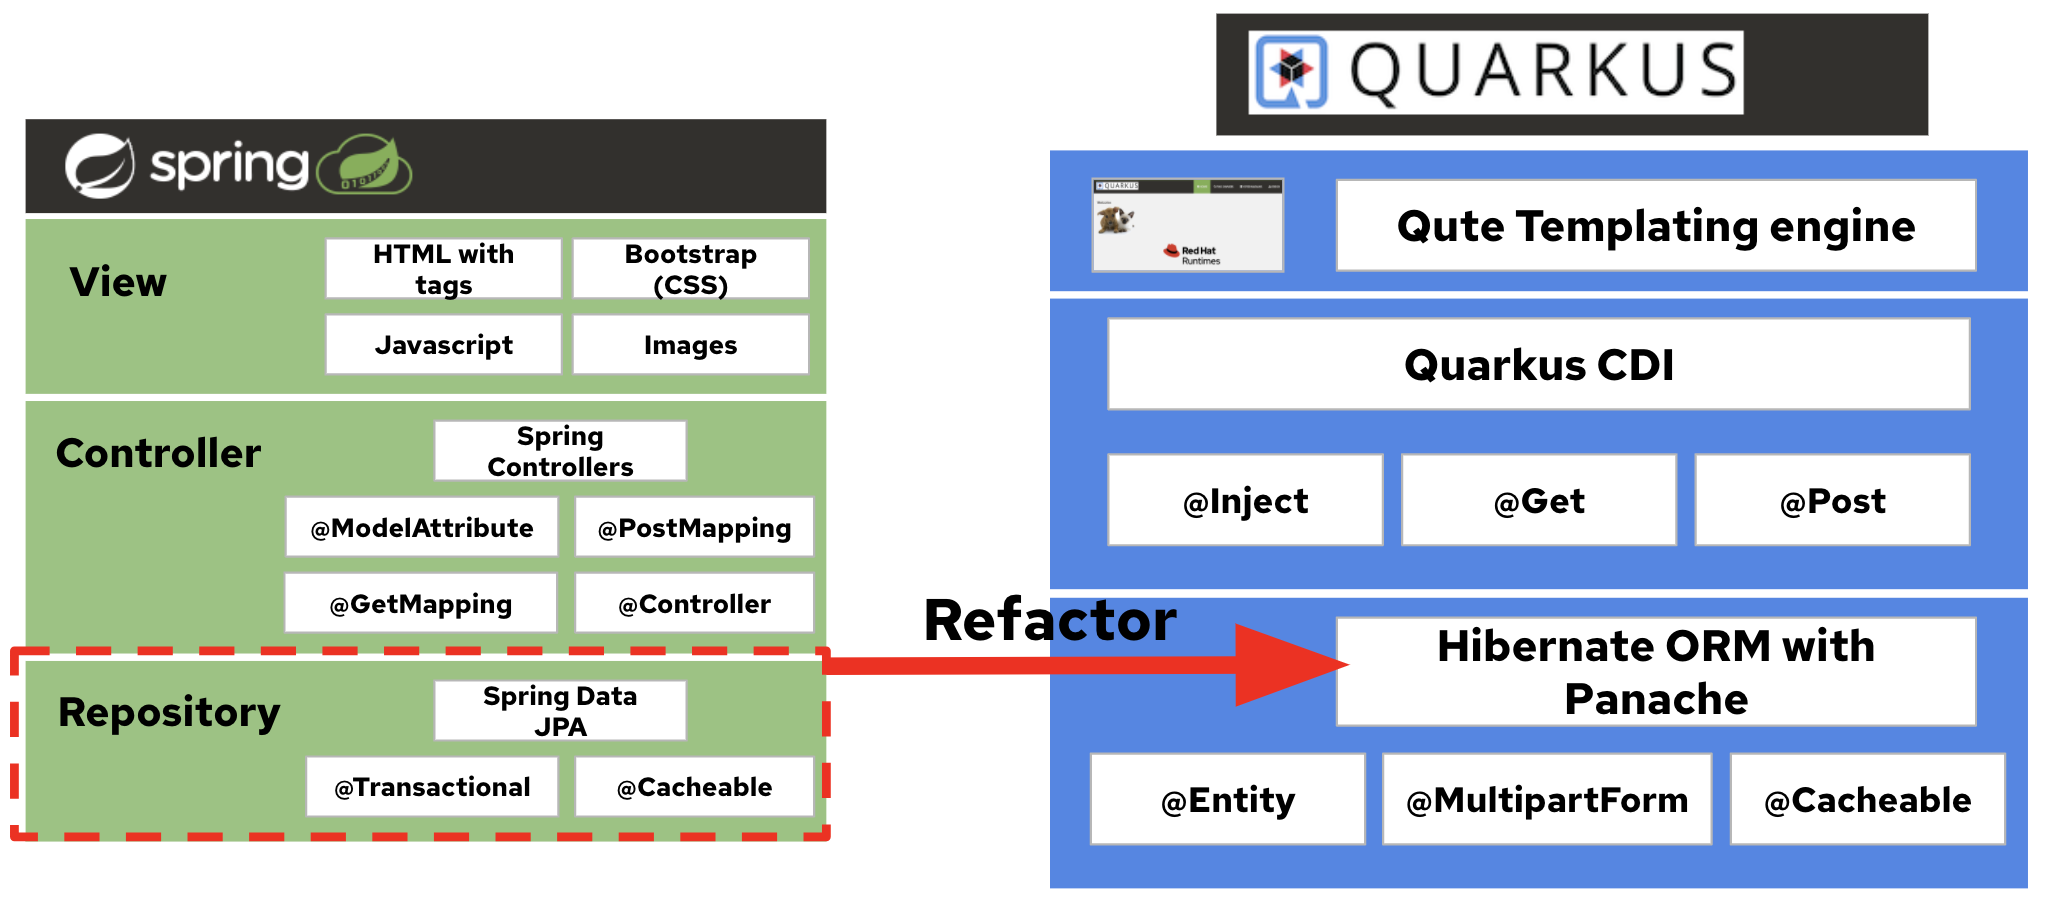 spring
View
HTML with
tags
Bootstrap
(CSS)
Javascript
Images
Controller
Spring
Controllers
@ModelAttribute
@PostMapping
@GetMapping
@Controller
Repository
Spring Data
JPA
@Transactional
@Cacheable
Refactor
QUARKUS
QUARKUS
Red Hat
Runtimes
Qute Templating engine
Quarkus CDI
@Inject
@Get
@Post
Hibernate ORM with
Panache
@Entity
@MultipartForm
@Cacheable